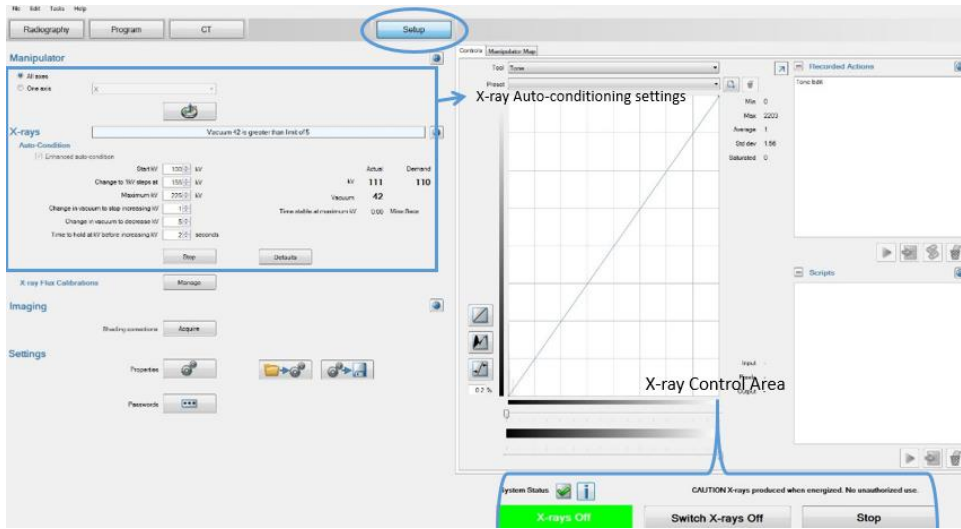 File Edit Tools Help
Radiography Program CT Setup
Manipulator
All axes
One axis X
X-rays Vacuum 42 is greater than limit of 5
Auto-Condition
Enhanced auto-condition
Start kV 100 kV
Change to 1kV steps at kV
Maximum kV 225 kV
Change in vacuum to stop increasing kV 1
Change in vacuum to decrease kV 5
Time to hold at kV before increasing kV 2 seconds
Actual Demand
kV 111 110
Vacuum 42
Time stable at maximum kV 0.00
Stop Defaults
X-ray Flux Calibrations Manage
Imaging
Shading corrections Acquire
Settings
Properties
Passwords
Controls Manipulator Map
Tool Tone
Preset
X-ray Auto-conditioning settings
Min 0
Max 2203
Average 1
Std dev 1.56
Saturated 0
0.2 %
Input -
Output -
X-ray Control Area
Recorded Actions
Tone Edit
Scripts
System Status
CAUTION X-rays produced when energized. No unauthorized use.
X-rays Off Switch X-rays Off Stop